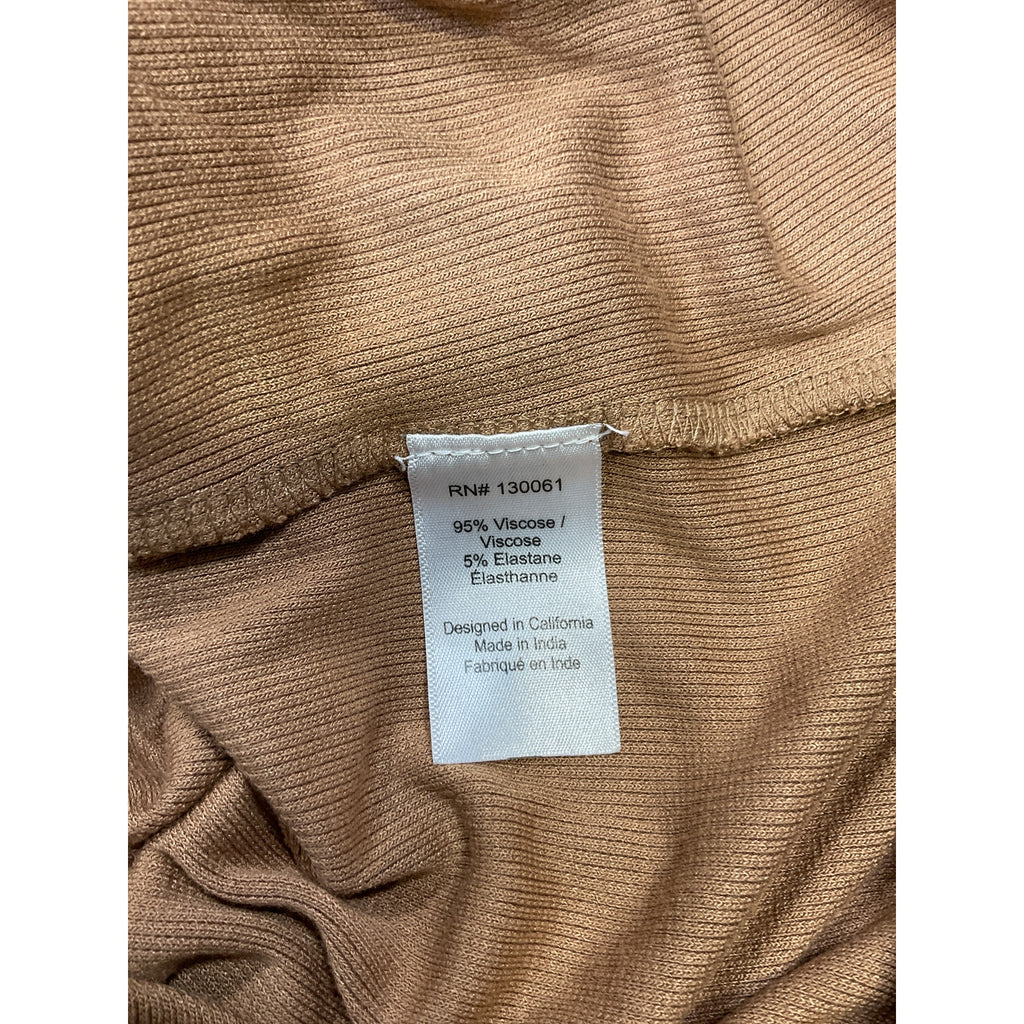 RN# 130061
95% Viscose /
Viscose
5% Elastane
Élasthanne
Designed in California
Made in India
Fabriqué en Inde